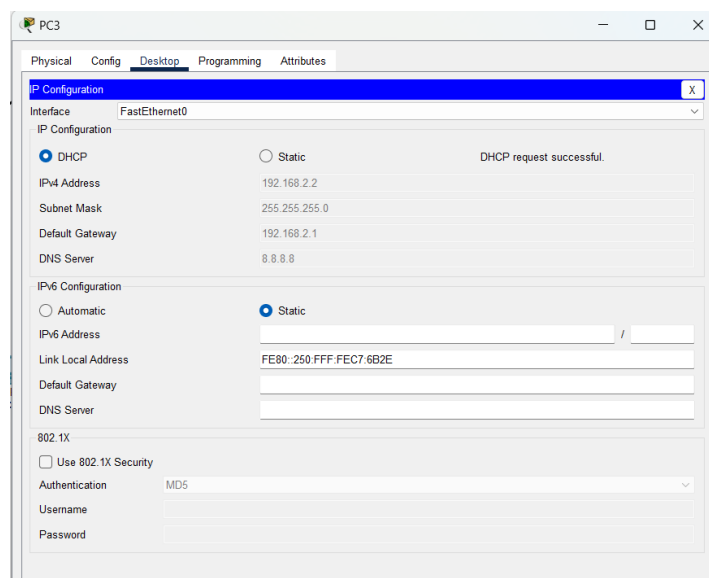 PC3
Physical Config Desktop Programming Attributes
IP Configuration X
Interface FastEthernet0
IP Configuration
DHCP Static DHCP request successful.
IPv4 Address 192.168.2.2
Subnet Mask 255.255.255.0
Default Gateway 192.168.2.1
DNS Server 8.8.8.8
IPv6 Configuration
Automatic Static
IPv6 Address /
Link Local Address FE80::250:FFF:FEC7:6B2E
Default Gateway
DNS Server
802.1X
Use 802.1X Security
Authentication MD5
Username
Password